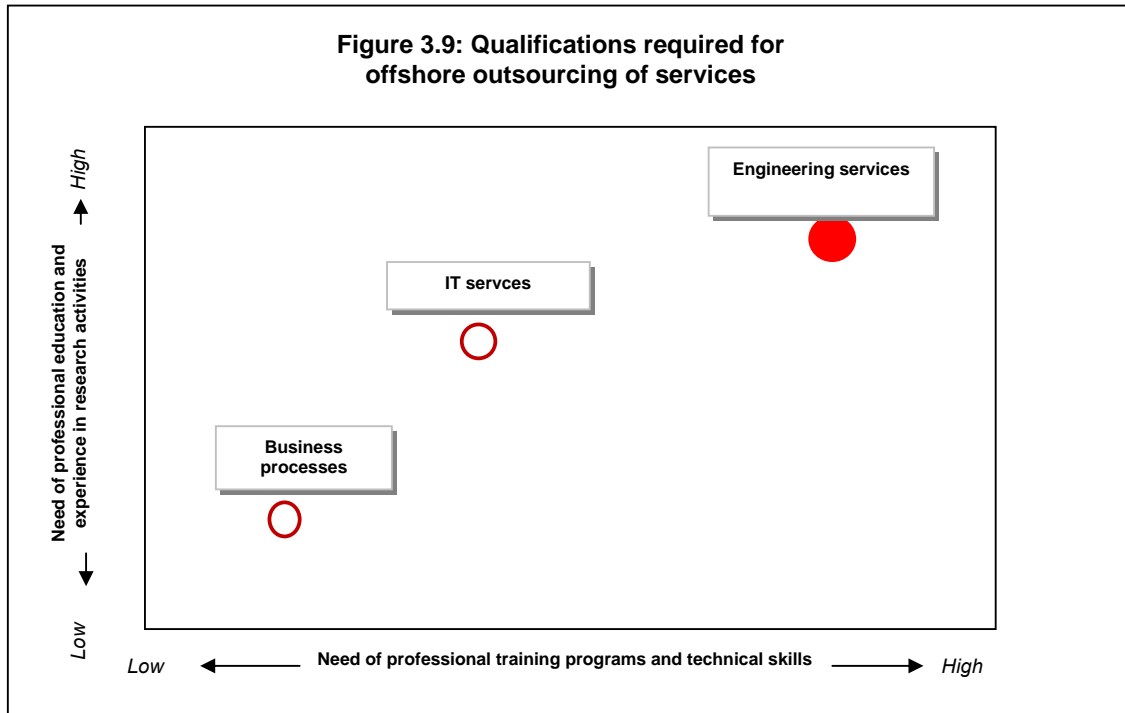 Figure 3.9: Qualifications required for
offshore outsourcing of services
Engineering services
IT servces
Business
processes
High
Need of professional education and
experience in research activities
Low
Low
Need of professional training programs and technical skills
High